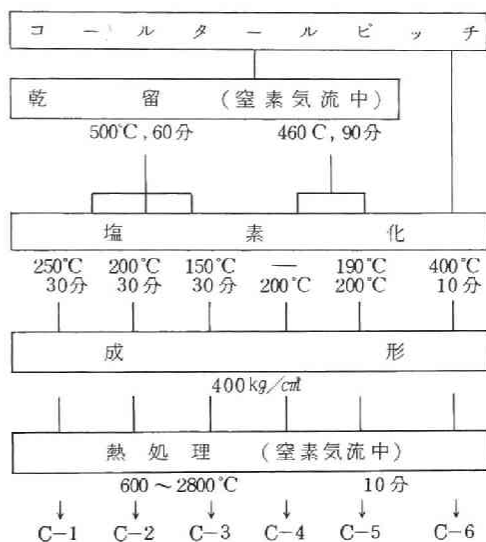 コールタールピッチ
乾留 (窒素気流中)
500℃,60分 460℃,90分
塩素化
250℃ 200℃ 150℃ — 190℃ 400℃
30分 30分 30分 200℃ 200℃ 10分
成形
400kg/c㎡
熱処理 (窒素気流中)
600～2800℃ 10分
C-1 C-2 C-3 C-4 C-5 C-6